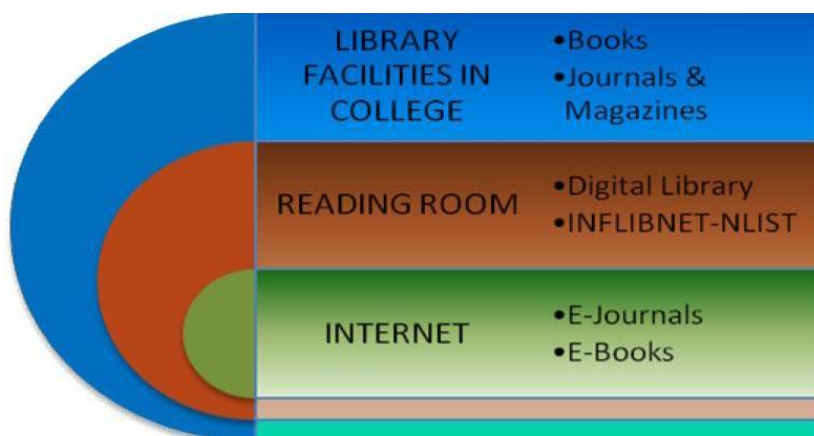 LIBRARY
FACILITIES IN
COLLEGE
•Books
•Journals &
Magazines
READING ROOM
•Digital Library
•INFLIBNET-NLIST
INTERNET
•E-Journals
•E-Books